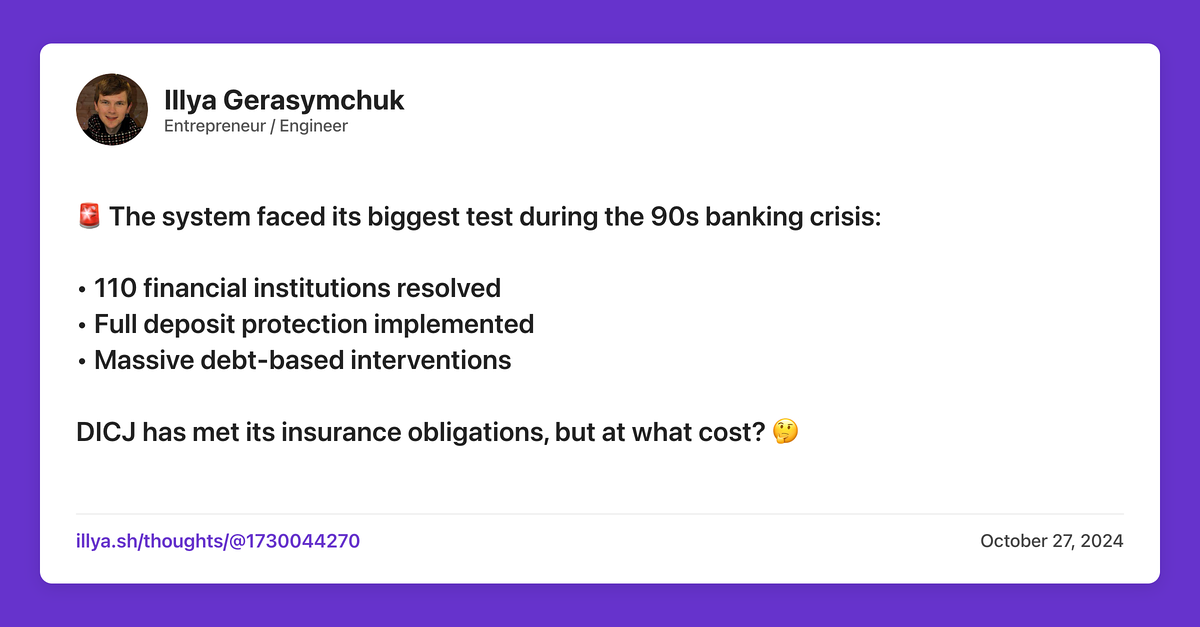 Illya Gerasymchuk
Entrepreneur / Engineer
🚨 The system faced its biggest test during the 90s banking crisis:
• 110 financial institutions resolved
• Full deposit protection implemented
• Massive debt-based interventions
DICJ has met its insurance obligations, but at what cost? 🤔
illya.sh/thoughts/@1730044270
October 27, 2024